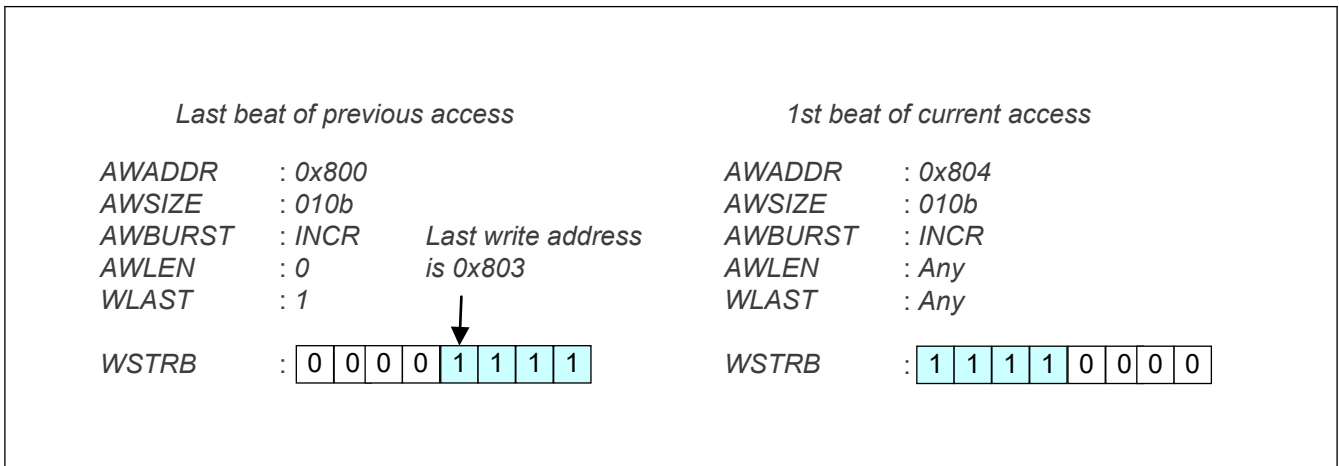 Last beat of previous access
AWADDR : 0x800
AWSIZE : 010b
AWBURST : INCR Last write address
AWLEN : 0 is 0x803
WLAST : 1
WSTRB : 0 0 0 0 1 1 1 1
1st beat of current access
AWADDR : 0x804
AWSIZE : 010b
AWBURST : INCR
AWLEN : Any
WLAST : Any
WSTRB : 1 1 1 1 0 0 0 0